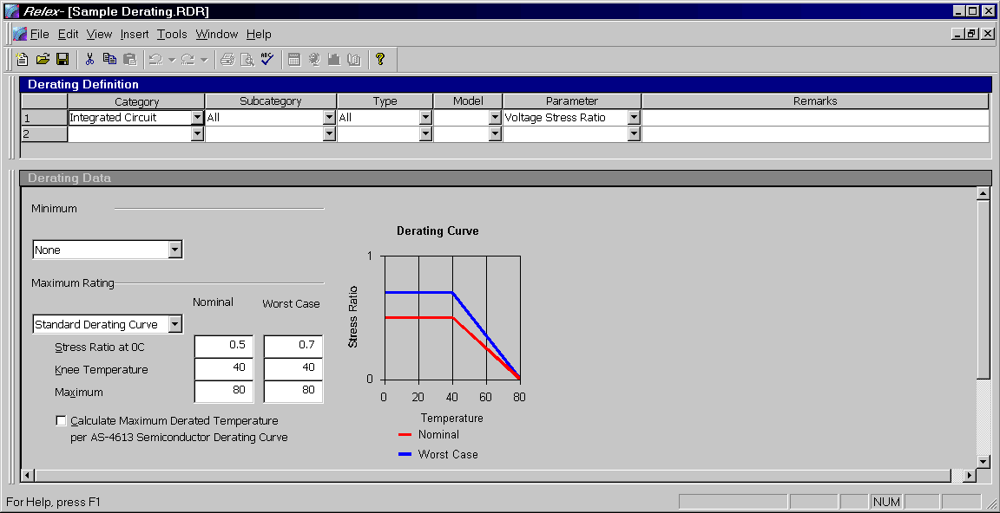 Relex- [Sample Derating.RDR]
File Edit View Insert Tools Window Help
ABC ?
Derating Definition
Category Subcategory Type Model Parameter Remarks
1 Integrated Circuit All All Voltage Stress Ratio
2
Derating Data
Minimum
None
Maximum Rating
Nominal Worst Case
Standard Derating Curve
Stress Ratio at 0C 0.5 0.7
Knee Temperature 40 40
Maximum 80 80
Calculate Maximum Derated Temperature
per AS-4613 Semiconductor Derating Curve
Derating Curve
1
Stress Ratio
0
0 20 40 60 80
Temperature
Nominal
Worst Case
For Help, press F1 NUM